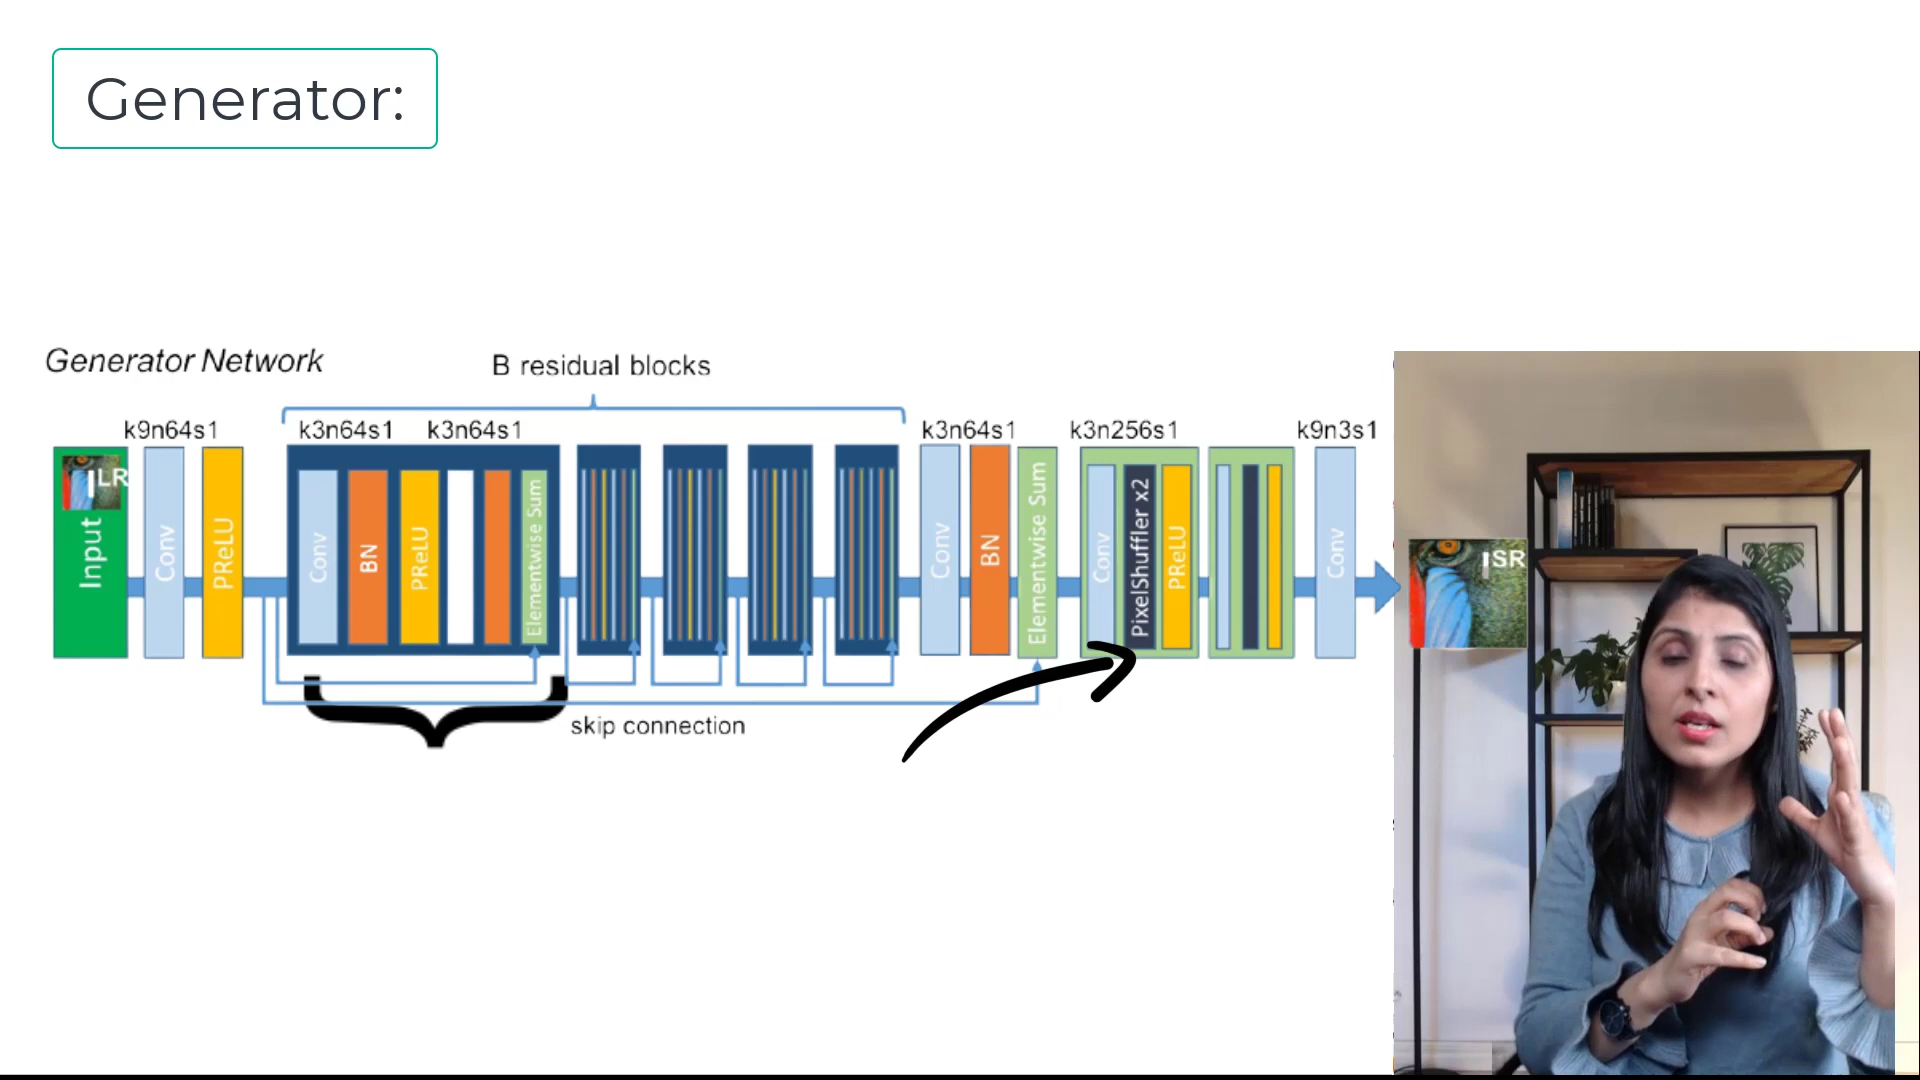 Generator:
Generator Network
B residual blocks
k9n64s1
k3n64s1
k3n64s1
k3n64s1
k3n256s1
k9n3s1
Input
ILR
Conv
PReLU
Conv
BN
PReLU
Elementwise Sum
Conv
BN
Elementwise Sum
Conv
PixelShuffler x2
PReLU
Conv
ISR
skip connection